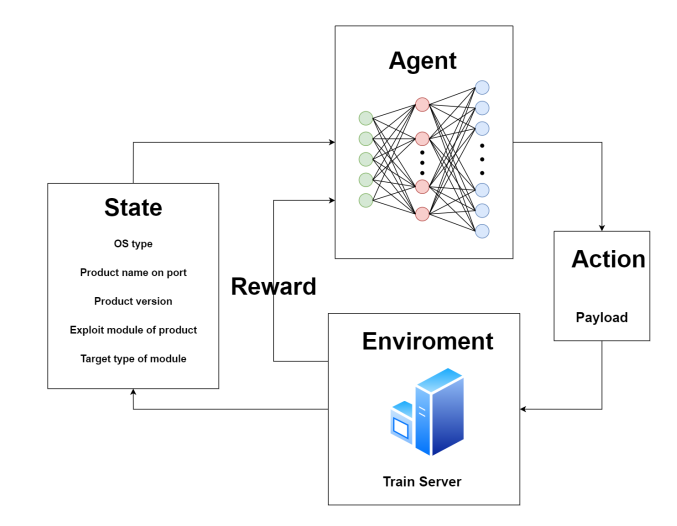 Agent
State
OS type
Product name on port
Product version
Exploit module of product
Target type of module
Reward
Action
Payload
Enviroment
Train Server